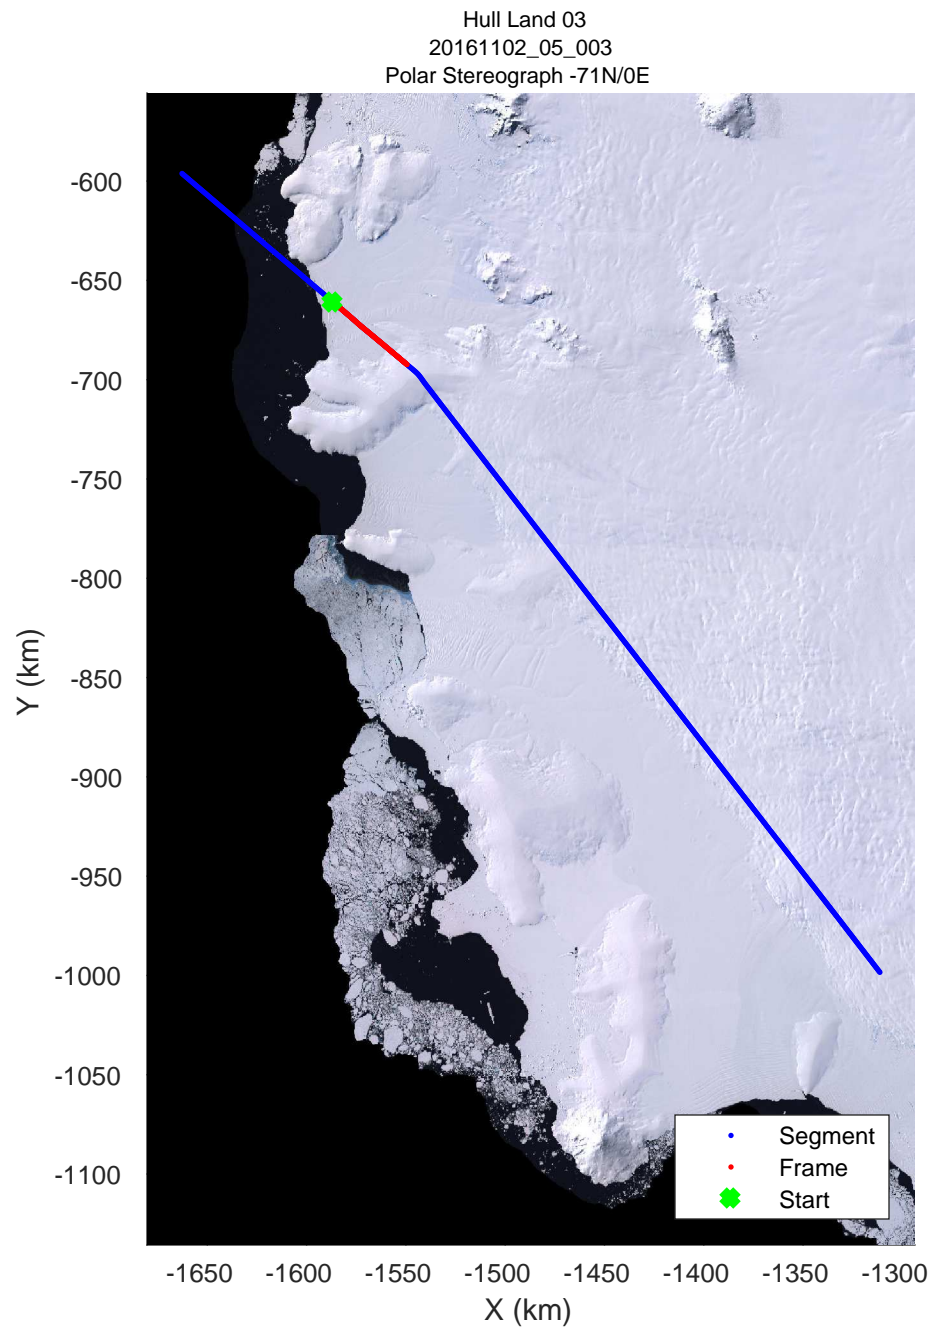 Hull Land 03
20161102_05_003
Polar Stereograph -71N/0E
-600
-650
-700
-750
-800
-850
-900
-950
-1000
-1050
-1100
Y (km)
Segment
Frame
Start
-1650 -1600 -1550 -1500 -1450 -1400 -1350 -1300
X (km)